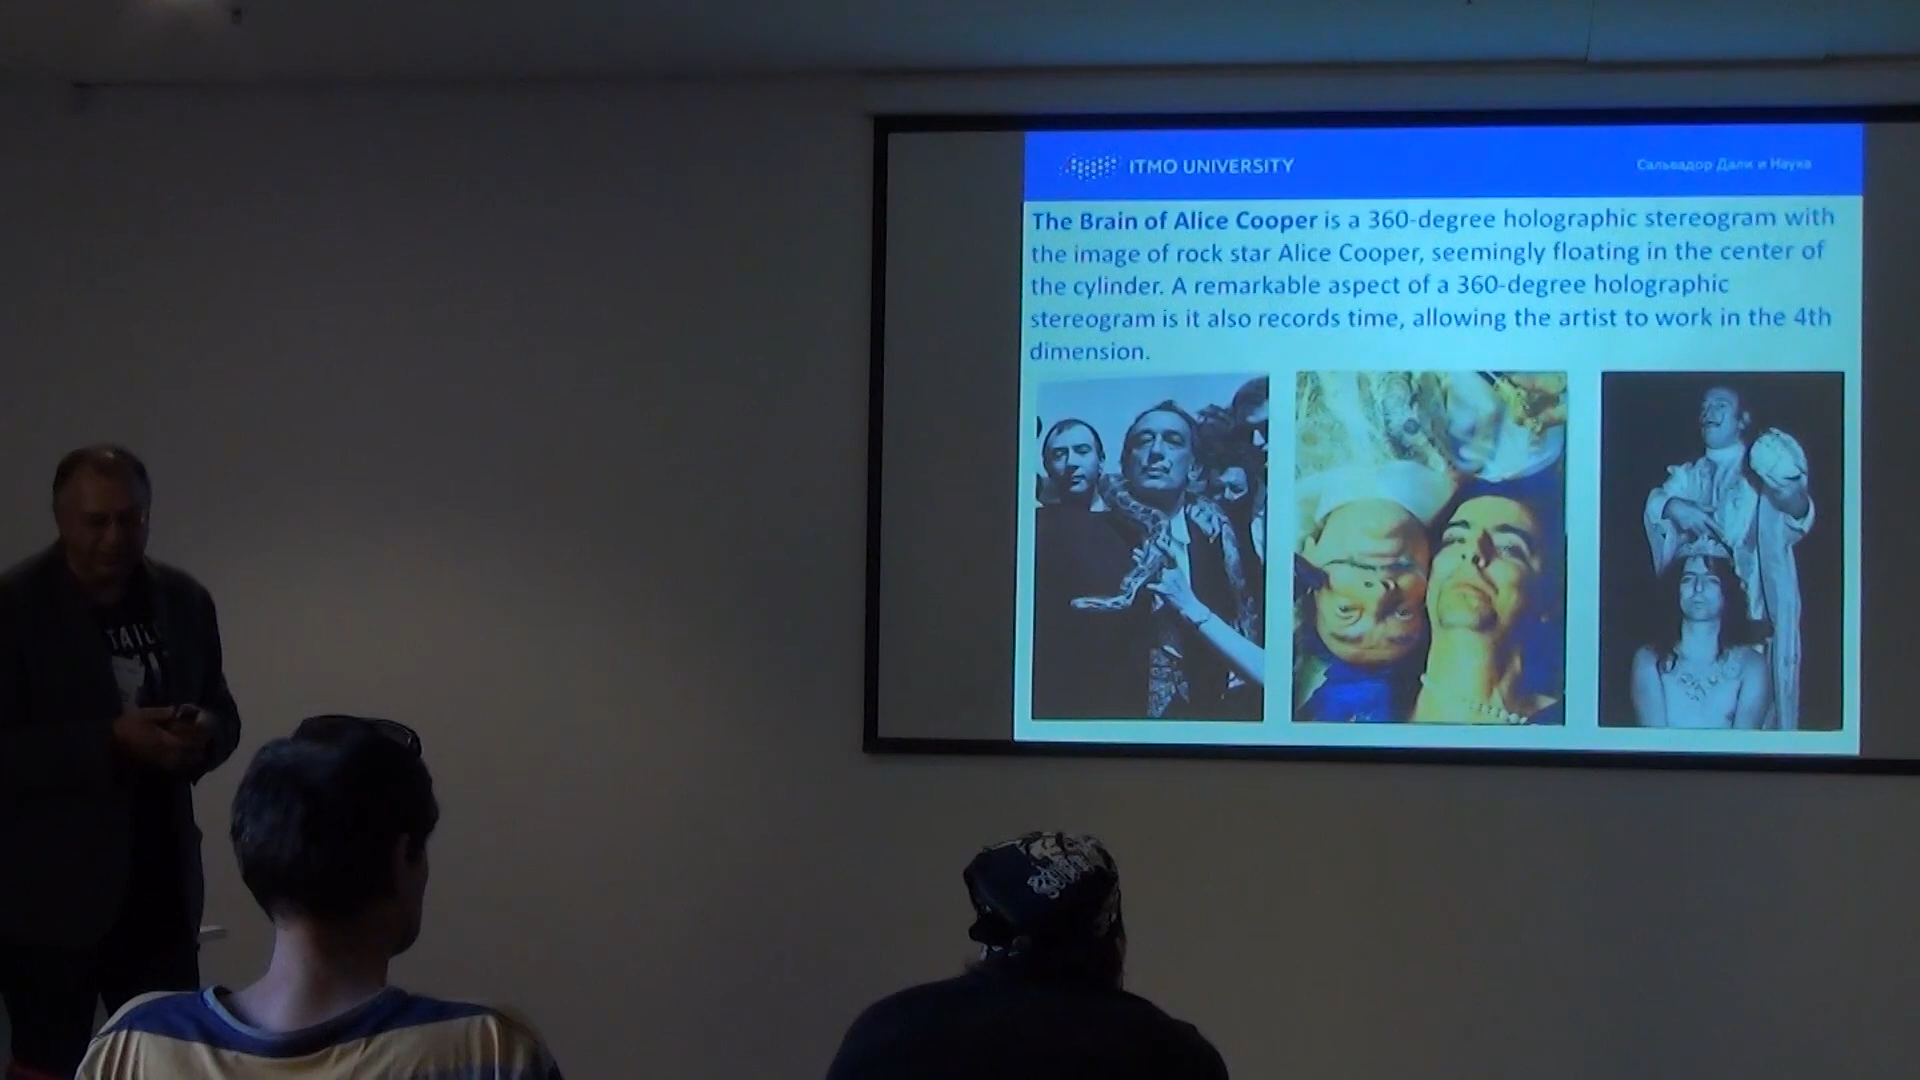 ITMO UNIVERSITY
Сальвадор Дали и Наука
The Brain of Alice Cooper is a 360-degree holographic stereogram with
the image of rock star Alice Cooper, seemingly floating in the center of
the cylinder. A remarkable aspect of a 360-degree holographic
stereogram is it also records time, allowing the artist to work in the 4th
dimension.